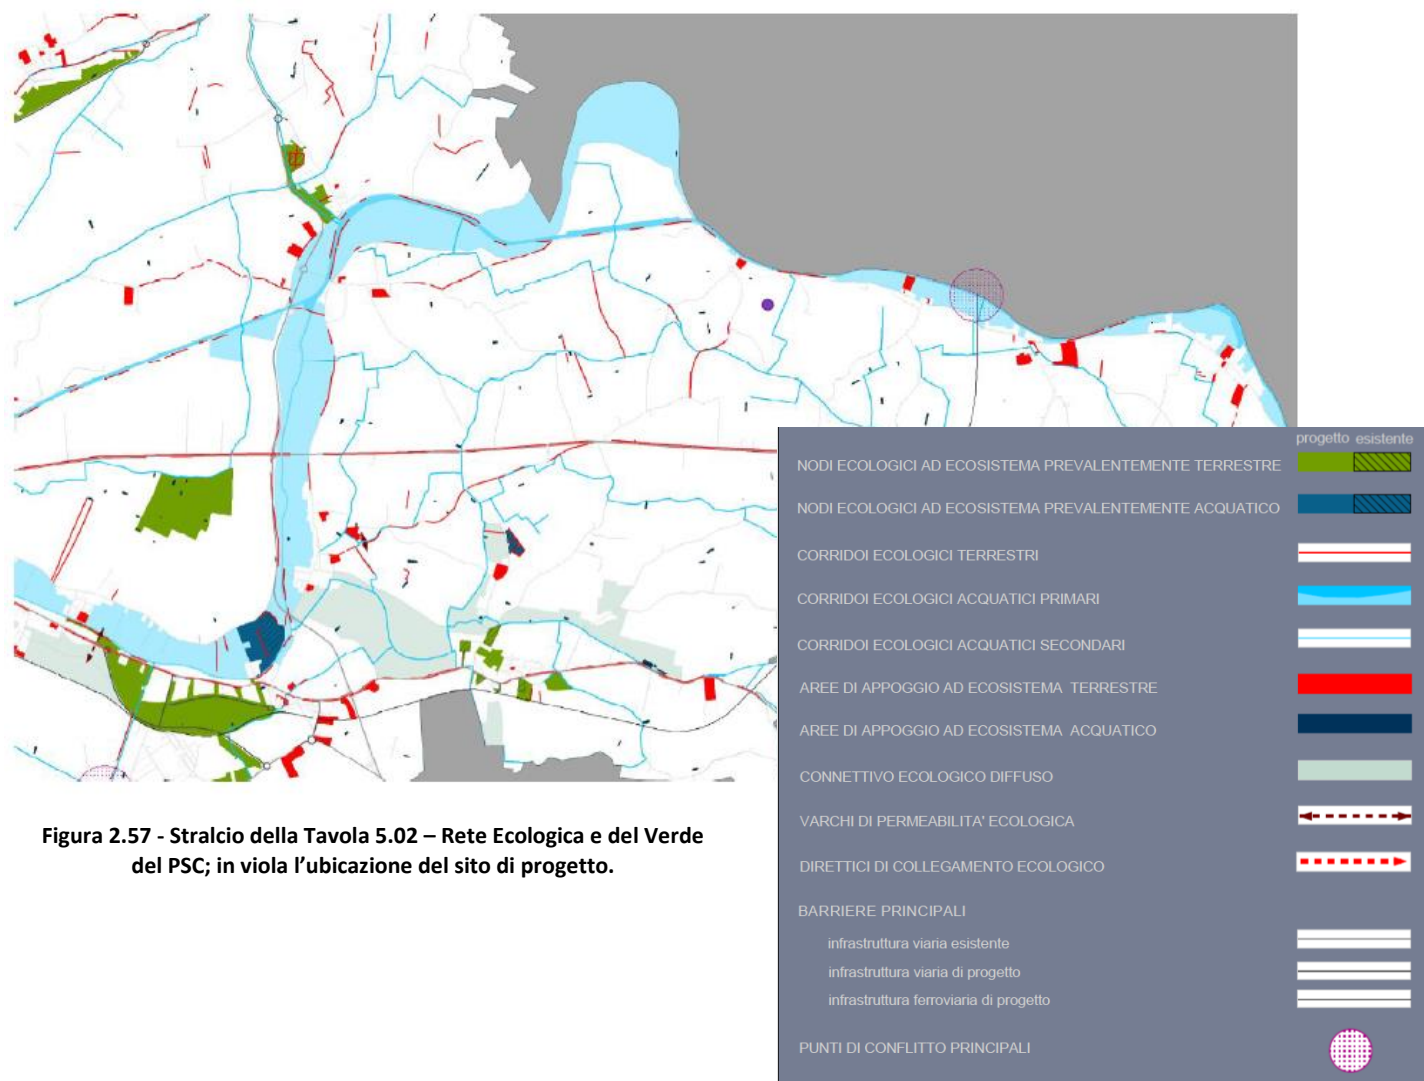 progetto esistente
NODI ECOLOGICI AD ECOSISTEMA PREVALENTEMENTE TERRESTRE
NODI ECOLOGICI AD ECOSISTEMA PREVALENTEMENTE ACQUATICO
CORRIDOI ECOLOGICI TERRESTRI
CORRIDOI ECOLOGICI ACQUATICI PRIMARI
CORRIDOI ECOLOGICI ACQUATICI SECONDARI
AREE DI APPOGGIO AD ECOSISTEMA TERRESTRE
AREE DI APPOGGIO AD ECOSISTEMA ACQUATICO
CONNETTIVO ECOLOGICO DIFFUSO
VARCHI DI PERMEABILITA' ECOLOGICA
DIRETTICI DI COLLEGAMENTO ECOLOGICO
BARRIERE PRINCIPALI
infrastruttura viaria esistente
infrastruttura viaria di progetto
infrastruttura ferroviaria di progetto
PUNTI DI CONFLITTO PRINCIPALI
Figura 2.57 - Stralcio della Tavola 5.02 – Rete Ecologica e del Verde
del PSC; in viola l'ubicazione del sito di progetto.